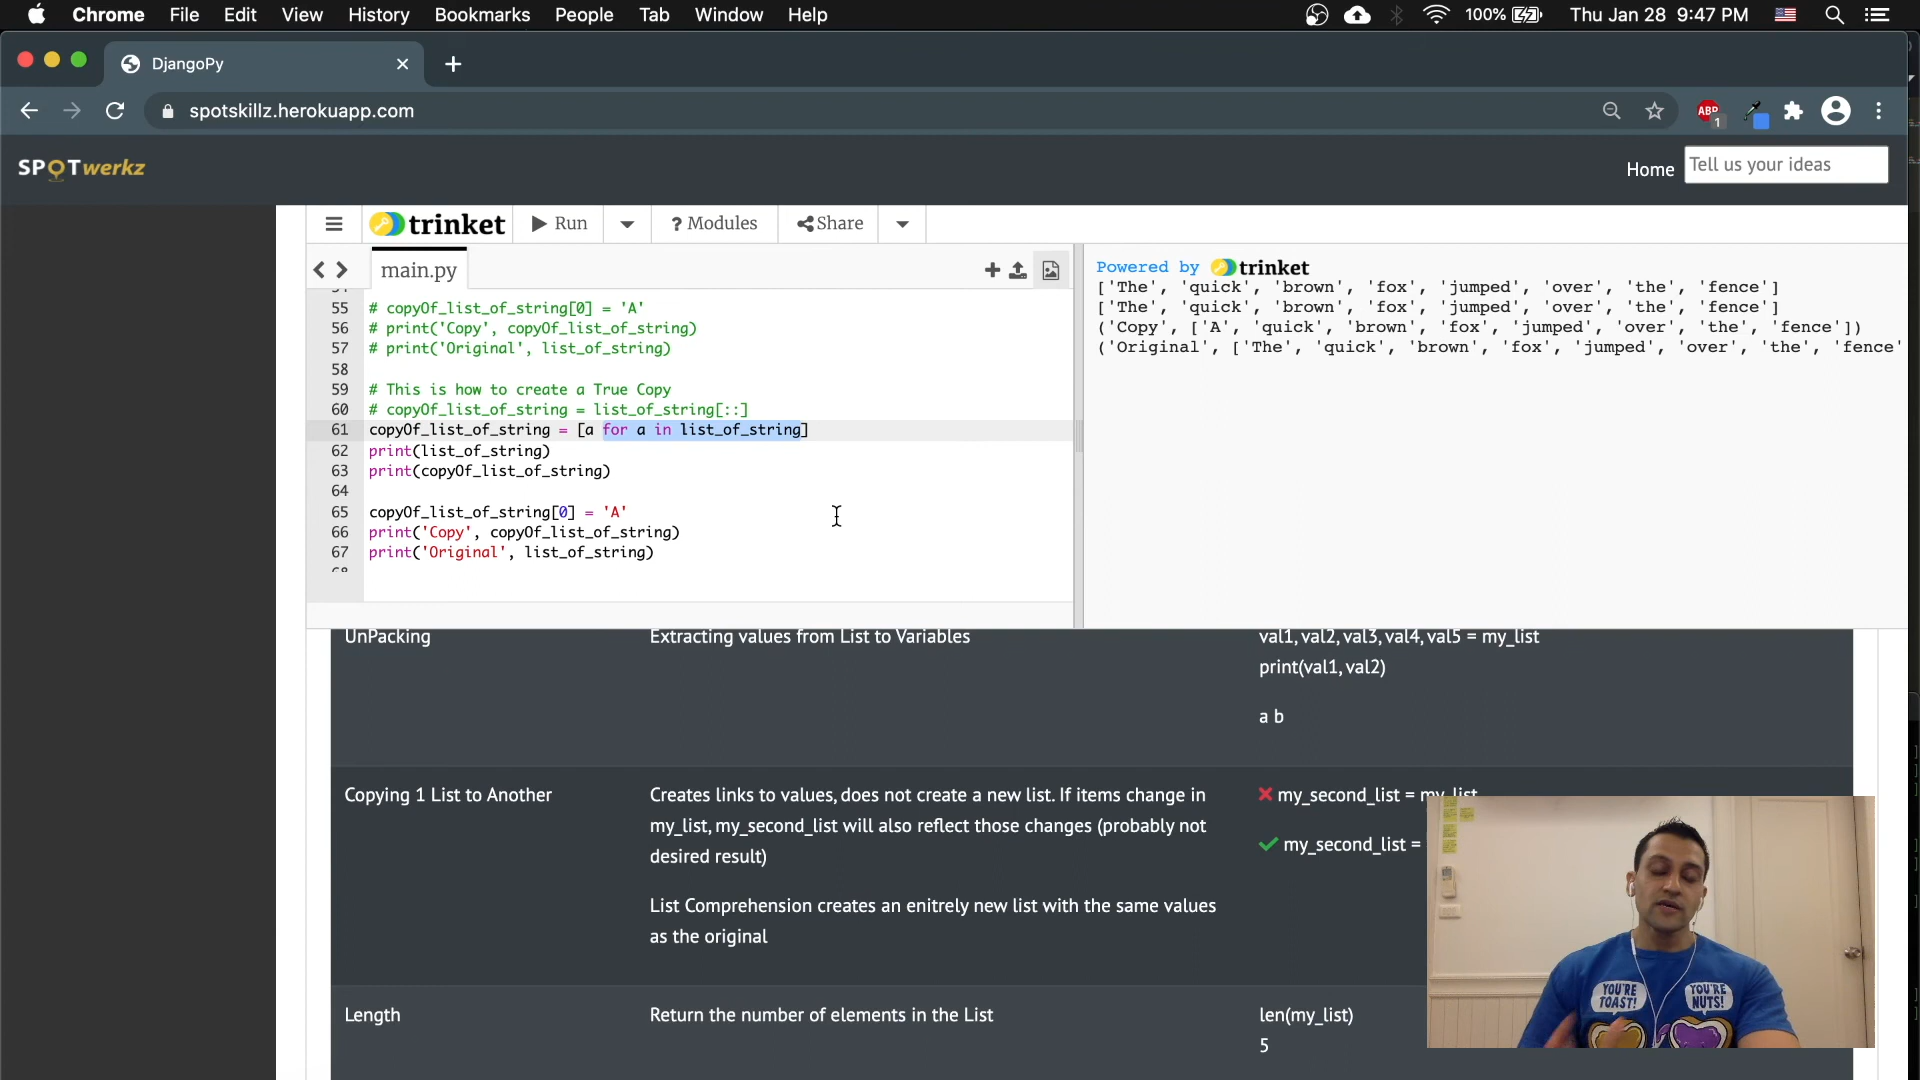 Chrome File Edit View History Bookmarks People Tab Window Help 100% Thu Jan 28 9:47 PM
DjangoPy
spotskillz.herokuapp.com ABP 1
SPOTwerkz Home Tell us your ideas
trinket Run ? Modules Share
main.py
55 # copyOf_list_of_string[0] = 'A'
56 # print('Copy', copyOf_list_of_string)
57 # print('Original', list_of_string)
58
59 # This is how to create a True Copy
60 # copyOf_list_of_string = list_of_string[::]
61 copyOf_list_of_string = [a for a in list_of_string]
62 print(list_of_string)
63 print(copyOf_list_of_string)
64
65 copyOf_list_of_string[0] = 'A'
66 print('Copy', copyOf_list_of_string)
67 print('Original', list_of_string)
Powered by trinket
['The', 'quick', 'brown', 'fox', 'jumped', 'over', 'the', 'fence']
['The', 'quick', 'brown', 'fox', 'jumped', 'over', 'the', 'fence']
('Copy', ['A', 'quick', 'brown', 'fox', 'jumped', 'over', 'the', 'fence'])
('Original', ['The', 'quick', 'brown', 'fox', 'jumped', 'over', 'the', 'fence'
UnPacking
Extracting values from List to Variables
val1, val2, val3, val4, val5 = my_list
print(val1, val2)
a b
Copying 1 List to Another
Creates links to values, does not create a new list. If items change in
my_list, my_second_list will also reflect those changes (probably not
desired result)
List Comprehension creates an enitrely new list with the same values
as the original
my_second_list = my_list
my_second_list =
Length
Return the number of elements in the List
len(my_list)
5
YOU'RE
TOAST!
YOU'RE
NUTS!